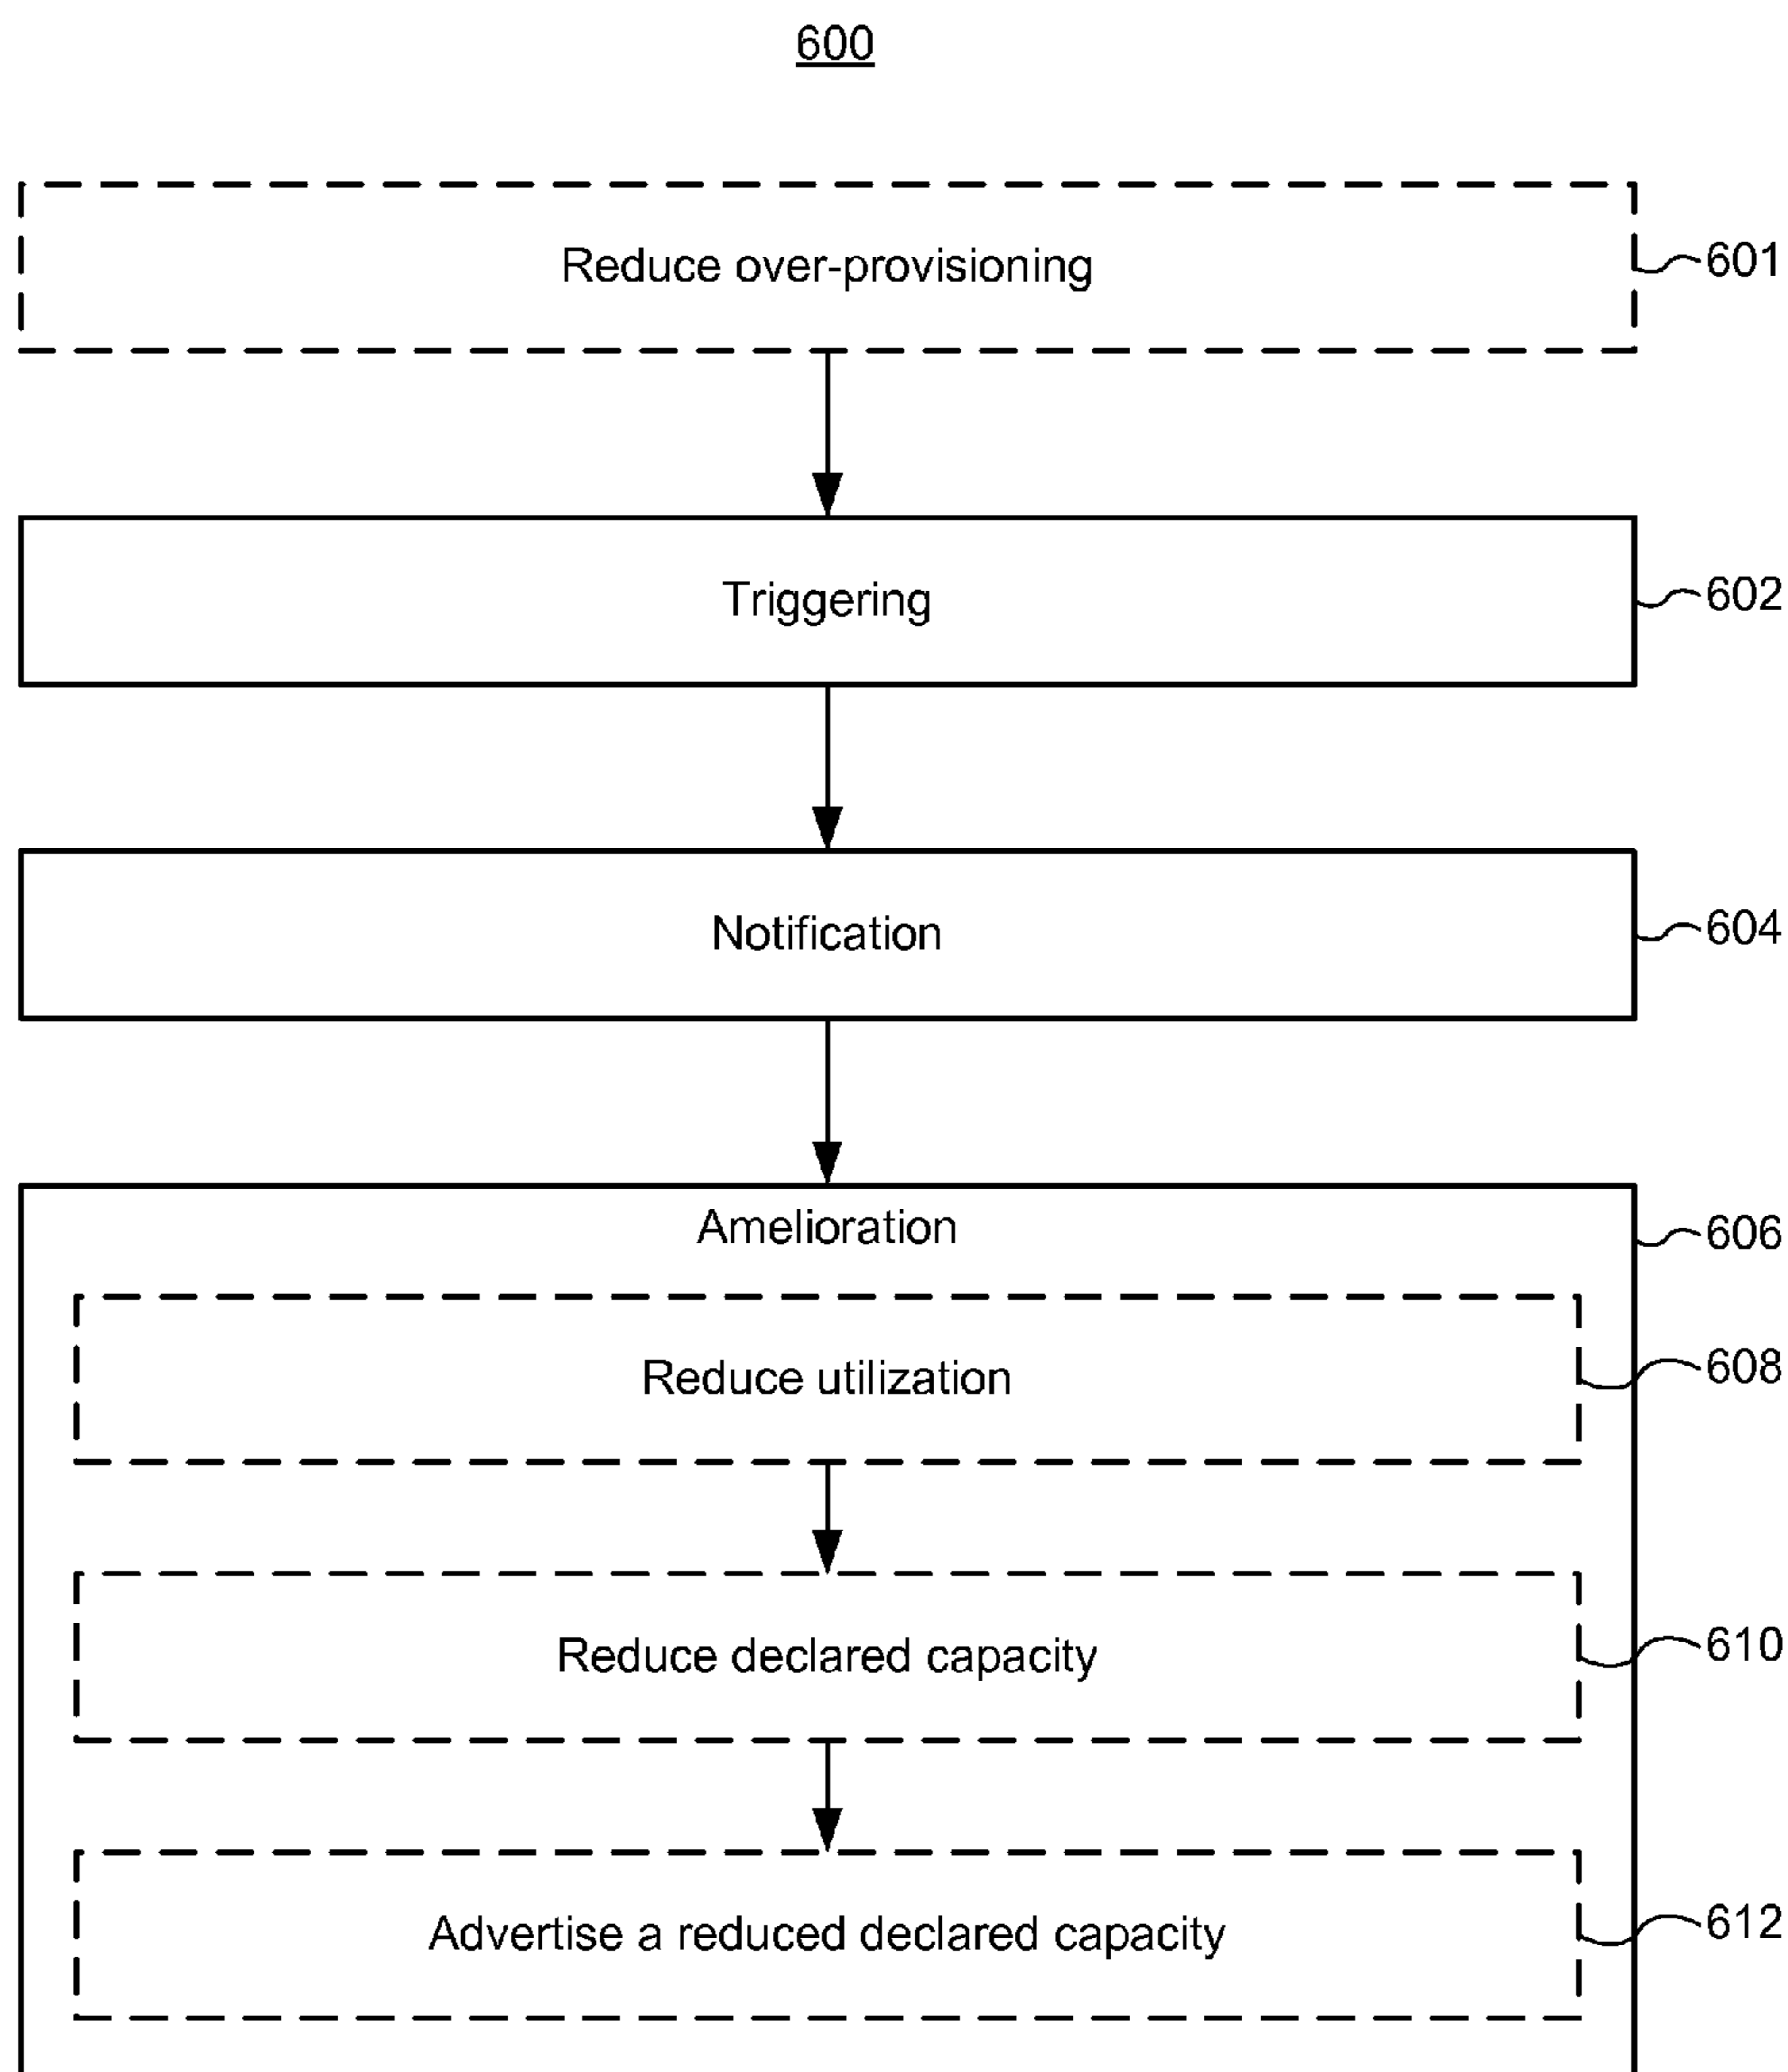 600
Reduce over-provisioning
601
Triggering
602
Notification
604
Amelioration
606
Reduce utilization
608
Reduce declared capacity
610
Advertise a reduced declared capacity
612